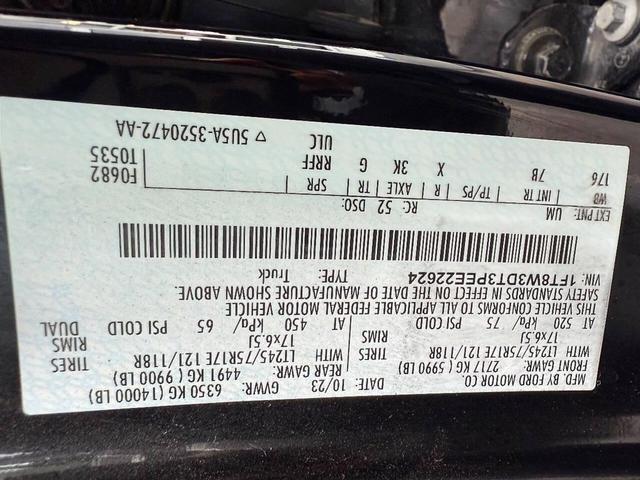 MFD. BY FORD MOTOR CO.
DATE: 10/23 GVWR: 6350 KG (14000 LB)
FRONT GAWR: 2717 KG (5990 LB) REAR GAWR: 4491 KG (9900 LB)
WITH LT245/75R17E 121/118R TIRES WITH LT245/75R17E 121/118R TIRES
17x6.5J RIMS 17x6.5J RIMS
AT 520 kPa/ 75 PSI COLD AT 450 kPa/ 65 PSI COLD DUAL
THIS VEHICLE CONFORMS TO ALL APPLICABLE FEDERAL MOTOR VEHICLE
SAFETY STANDARDS IN EFFECT ON THE DATE OF MANUFACTURE SHOWN ABOVE.
VIN: 1FT8W3DT3PEE22624 TYPE: Truck
EXT PNT: UM RC: 52 DSO: F0682
WB INT TR TP/PS R AXLE TR SPR T0535
176 7B X 3K G RRFF
ULC ▽ 5U5A-3520472-AA